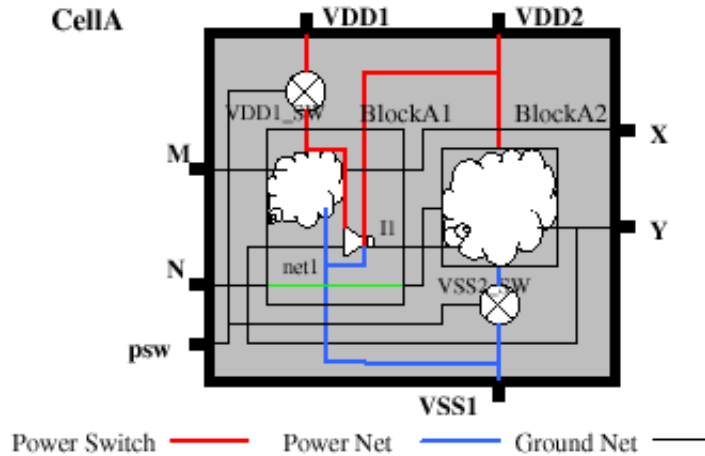 CellA VDD1 VDD2
VDD1_SW BlockA1 BlockA2
X
M
I1 Y
N net1 VSS2_SW
psw
VSS1
Power Switch Power Net Ground Net